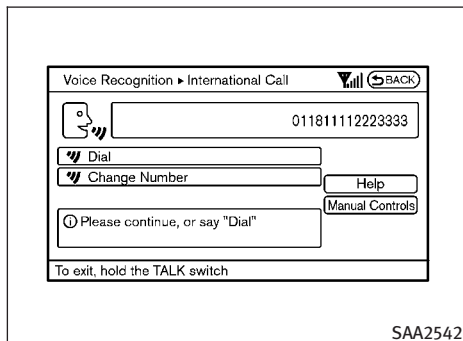 Voice Recognition ▸ International Call BACK
011811112223333
Dial
Change Number
Help
Manual Controls
Please continue, or say "Dial"
To exit, hold the TALK switch
SAA2542